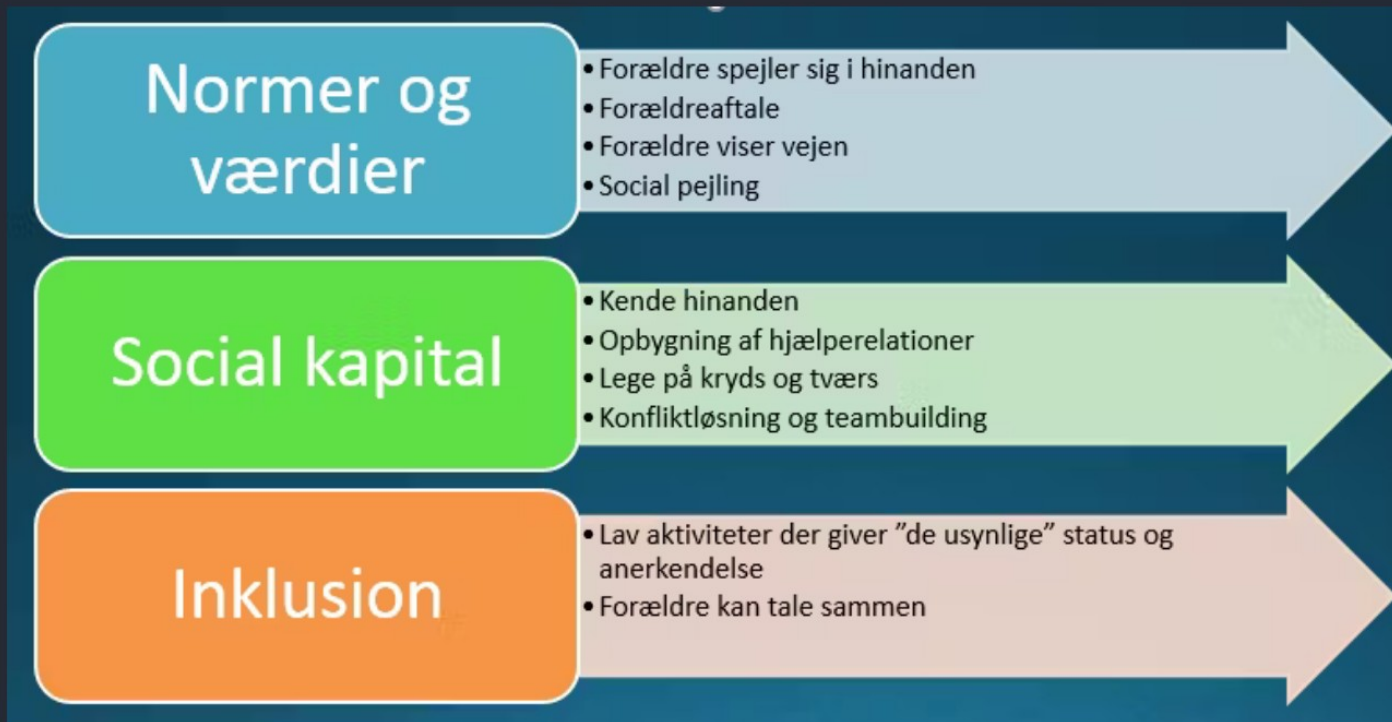 Normer og
værdier
• Forældre spejler sig i hinanden
• Forældreaftale
• Forældre viser vejen
• Social pejling
Social kapital
• Kende hinanden
• Opbygning af hjælperelationer
• Lege på kryds og tværs
• Konfliktløsning og teambuilding
Inklusion
• Lav aktiviteter der giver ”de usynlige” status og
anerkendelse
• Forældre kan tale sammen